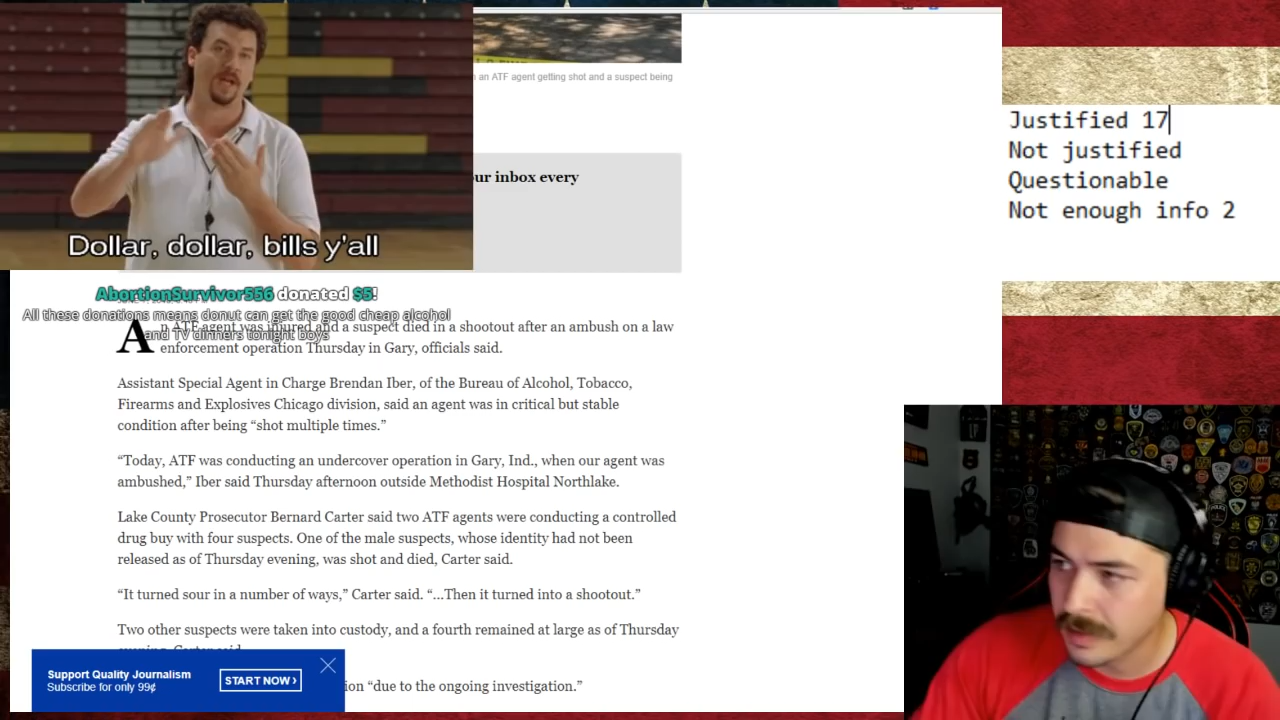 n an ATF agent getting shot and a suspect being
ur inbox every
Dollar, dollar, bills y'all
AbortionSurvivor556 donated $5!
All these donations means donut can get the good cheap alcohol
and TV dinners tonight boys
An ATF agent was injured and a suspect died in a shootout after an ambush on a law
enforcement operation Thursday in Gary, officials said.
Assistant Special Agent in Charge Brendan Iber, of the Bureau of Alcohol, Tobacco,
Firearms and Explosives Chicago division, said an agent was in critical but stable
condition after being “shot multiple times.”
“Today, ATF was conducting an undercover operation in Gary, Ind., when our agent was
ambushed,” Iber said Thursday afternoon outside Methodist Hospital Northlake.
Lake County Prosecutor Bernard Carter said two ATF agents were conducting a controlled
drug buy with four suspects. One of the male suspects, whose identity had not been
released as of Thursday evening, was shot and died, Carter said.
“It turned sour in a number of ways,” Carter said. “...Then it turned into a shootout.”
Two other suspects were taken into custody, and a fourth remained at large as of Thursday
evening, Carter said.
ion “due to the ongoing investigation.”
Support Quality Journalism
Subscribe for only 99¢
START NOW ›
Justified 17
Not justified
Questionable
Not enough info 2